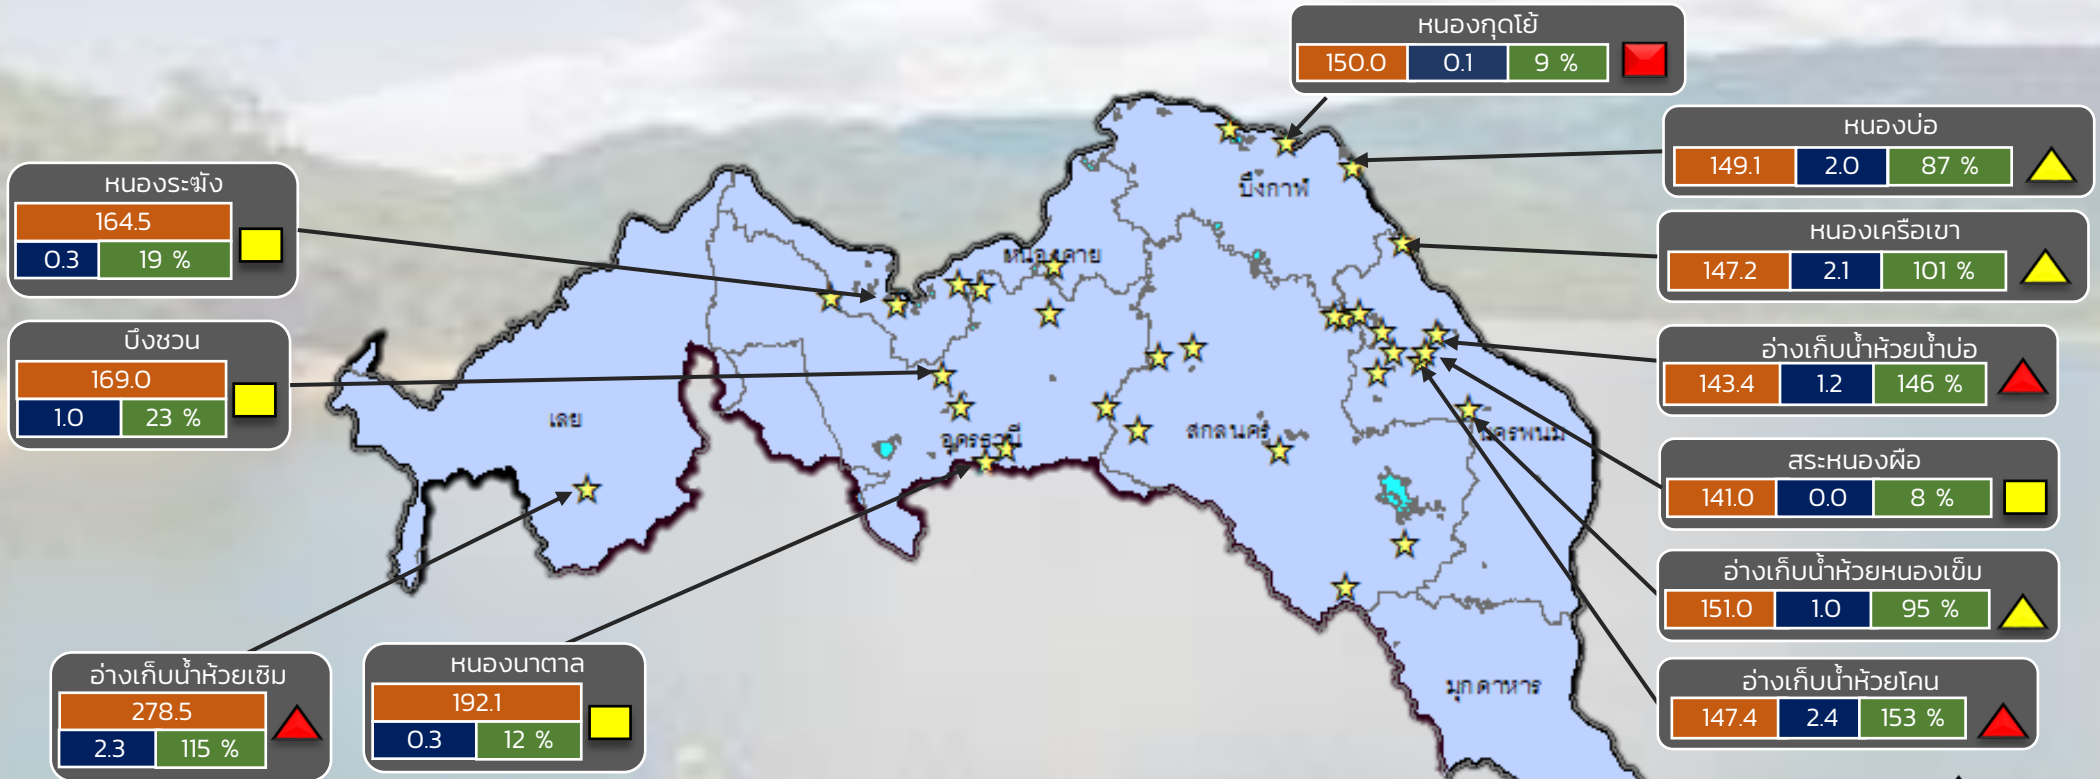 หนองกุดโย้
150.0 0.1 9 %
หนองบ่อ
149.1 2.0 87 %
หนองระฆัง
164.5
0.3 19 %
บึงกาฬ
หนองเครือเขา
147.2 2.1 101 %
หนองคาย
บึงชวน
169.0
1.0 23 %
อ่างเก็บน้ำห้วยน้ำบ่อ
143.4 1.2 146 %
เลย
อุดรธานี
สกลนคร
นครพนม
สระหนองผือ
141.0 0.0 8 %
อ่างเก็บน้ำห้วยหนองเข็ม
151.0 1.0 95 %
อ่างเก็บน้ำห้วยเซิม
278.5
2.3 115 %
หนองนาตาล
192.1
0.3 12 %
มุกดาหาร
อ่างเก็บน้ำห้วยโคน
147.4 2.4 153 %